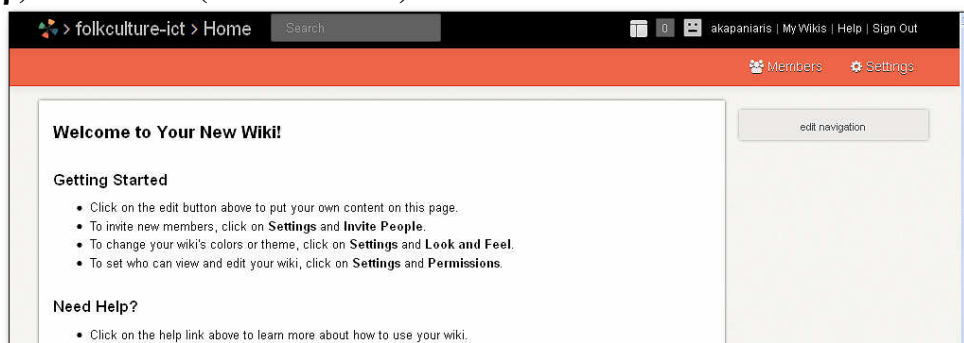 > folkculture-ict > Home Search 0 akapaniaris | My Wikis | Help | Sign Out
Members Settings
edit navigation
Welcome to Your New Wiki!
Getting Started
• Click on the edit button above to put your own content on this page.
• To invite new members, click on Settings and Invite People.
• To change your wiki's colors or theme, click on Settings and Look and Feel.
• To set who can view and edit your wiki, click on Settings and Permissions.
Need Help?
• Click on the help link above to learn more about how to use your wiki.